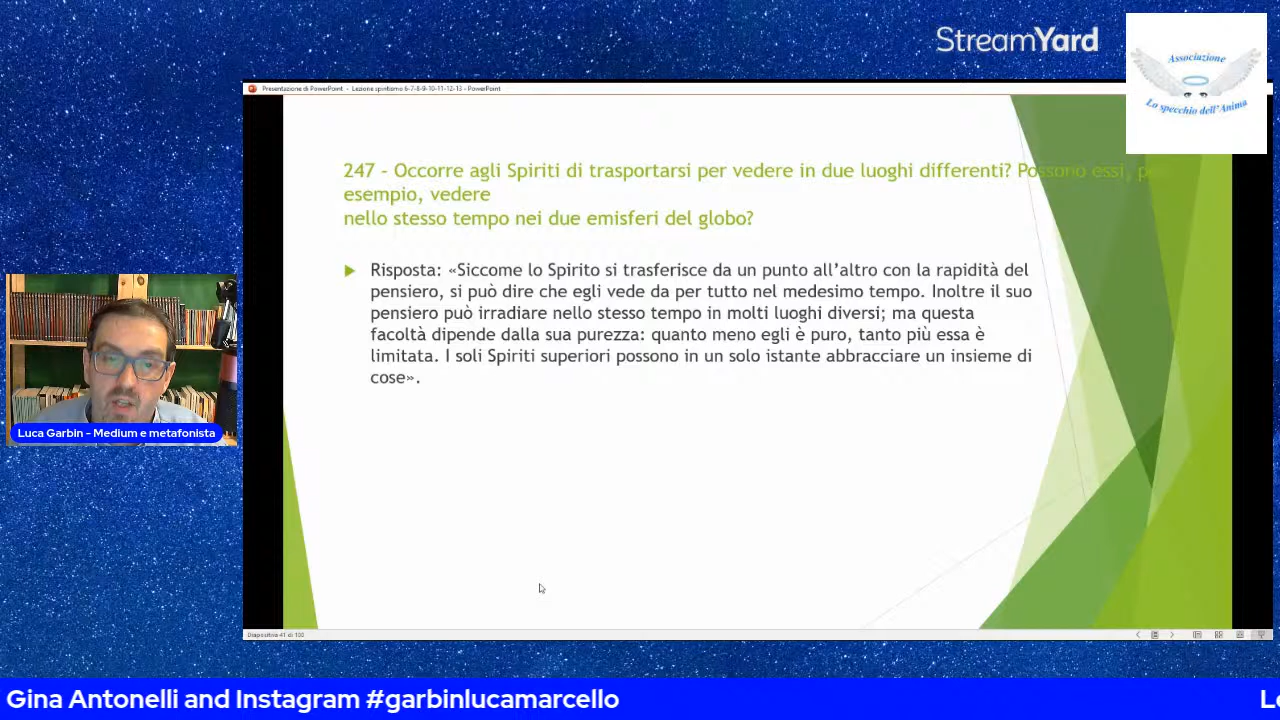 StreamYard
Associazione
Lo specchio dell'Anima
Presentazione di PowerPoint - Lezione spiritismo 6-7-8-9-10-11-12-13 - PowerPoint
247 - Occorre agli Spiriti di trasportarsi per vedere in due luoghi differenti? Possono essi, per
esempio, vedere
nello stesso tempo nei due emisferi del globo?
Risposta: «Siccome lo Spirito si trasferisce da un punto all'altro con la rapidità del
pensiero, si può dire che egli vede da per tutto nel medesimo tempo. Inoltre il suo
pensiero può irradiare nello stesso tempo in molti luoghi diversi; ma questa
facoltà dipende dalla sua purezza: quanto meno egli è puro, tanto più essa è
limitata. I soli Spiriti superiori possono in un solo istante abbracciare un insieme di
cose».
Luca Garbin - Medium e metafonista
Diapositiva 41 di 100
Gina Antonelli and Instagram #garbinlucamarcello